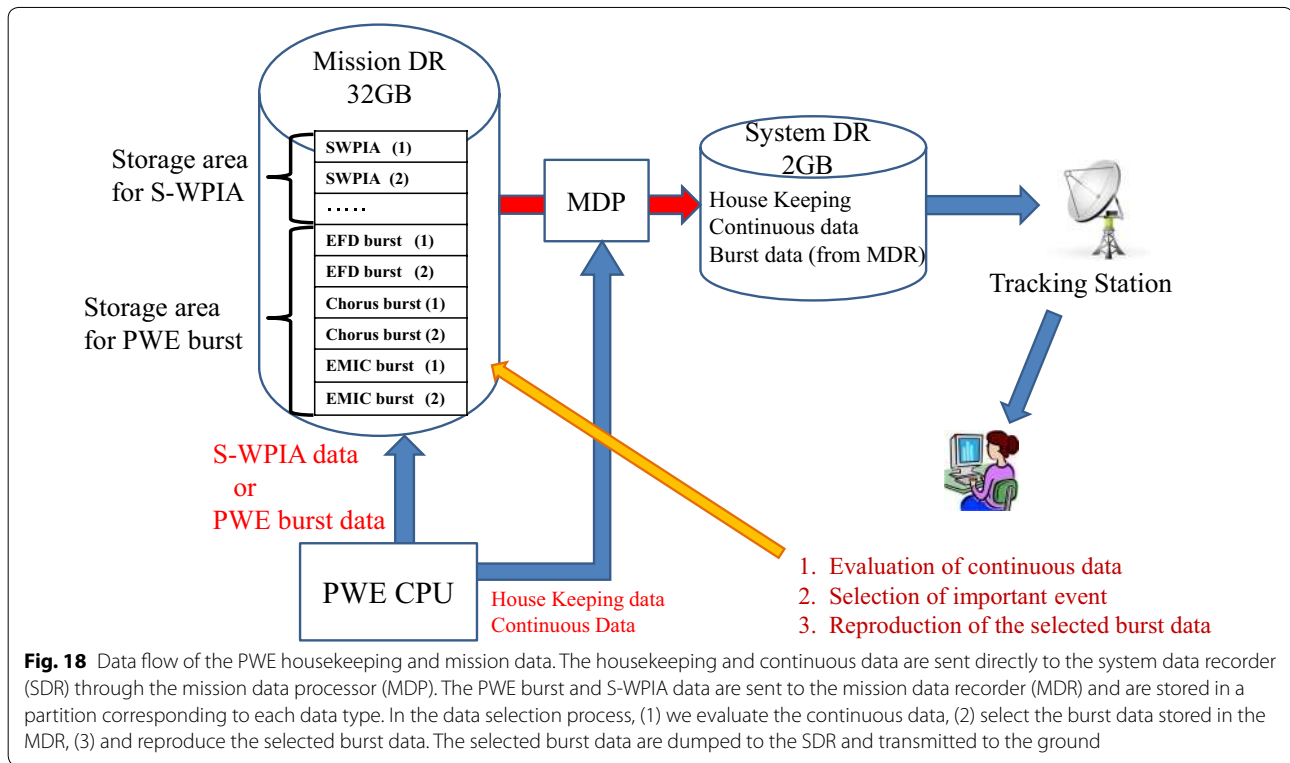 Mission DR
32GB
Storage area
for S-WPIA
SWPIA (1)
SWPIA (2)
.....
Storage area
for PWE burst
EFD burst (1)
EFD burst (2)
Chorus burst (1)
Chorus burst (2)
EMIC burst (1)
EMIC burst (2)
MDP
System DR
2GB
House Keeping
Continuous data
Burst data (from MDR)
Tracking Station
S-WPIA data
or
PWE burst data
PWE CPU
House Keeping data
Continuous Data
1. Evaluation of continuous data
2. Selection of important event
3. Reproduction of the selected burst data
Fig. 18 Data flow of the PWE housekeeping and mission data. The housekeeping and continuous data are sent directly to the system data recorder
(SDR) through the mission data processor (MDP). The PWE burst and S-WPIA data are sent to the mission data recorder (MDR) and are stored in a
partition corresponding to each data type. In the data selection process, (1) we evaluate the continuous data, (2) select the burst data stored in the
MDR, (3) and reproduce the selected burst data. The selected burst data are dumped to the SDR and transmitted to the ground